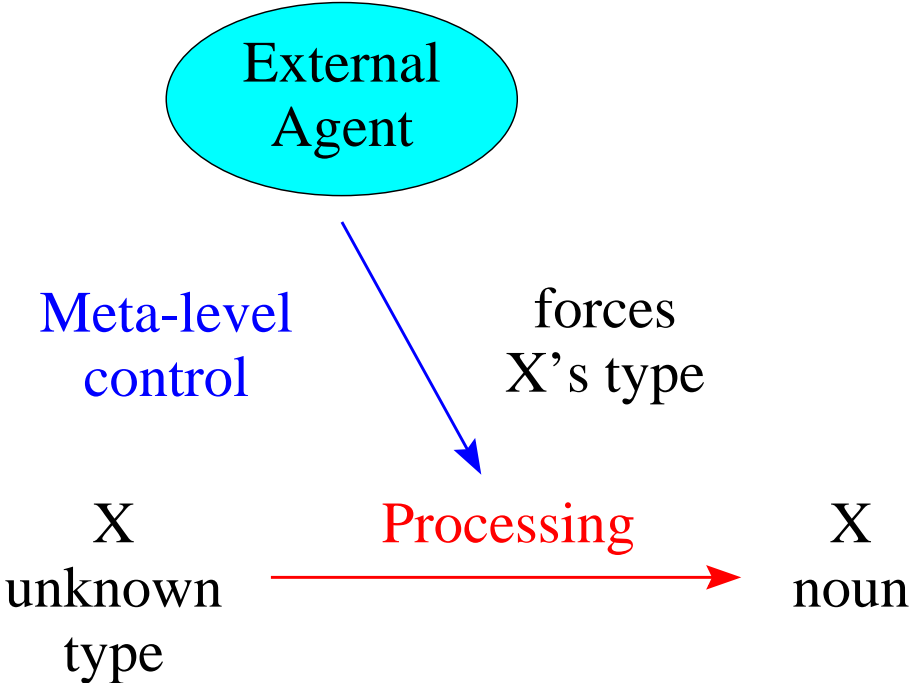 External
Agent
Meta-level
control
forces
X’s type
X
unknown
type
Processing
X
noun